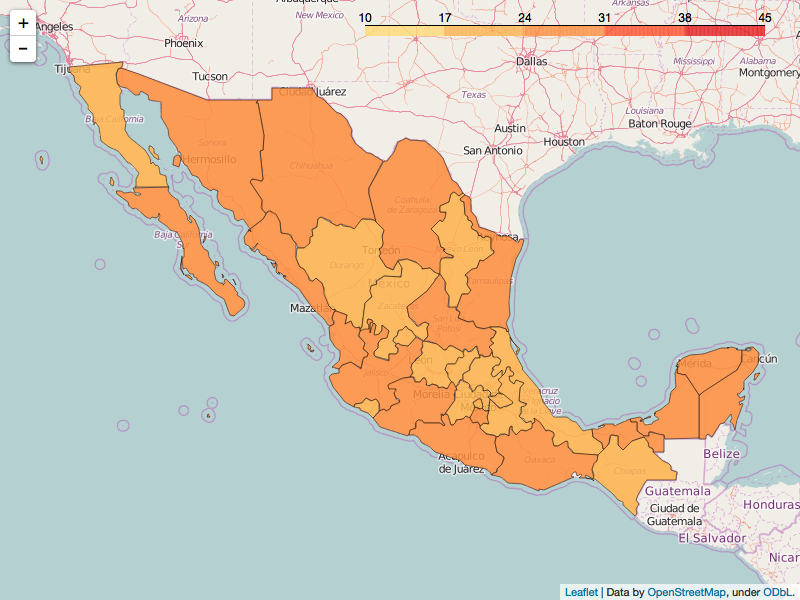 +
−
10 17 24 31 38 45
Angeles
Arizona
New Mexico
Arkansas
Phoenix
Tucson
Tijuana
Dallas
Mississippi
Alabama
Montgomery
Texas
Louisiana
Baton Rouge
Austin
Houston
San Antonio
Ciudad Juárez
Baja California
Sonora
Hermosillo
Chihuahua
Coahuila
de Zaragoza
Baja California
Sur
Torreón
Nuevo León
Durango
Tamaulipas
México
Mazatlán
Zacatecas
San Luis
Potosí
León
Jalisco
Morelia
Mérida
Cancún
Acapulco
de Juárez
Oaxaca
Chiapas
Belize
Guatemala
Ciudad de
Guatemala
Honduras
El Salvador
Nicar
6
Leaflet | Data by OpenStreetMap, under ODbL.